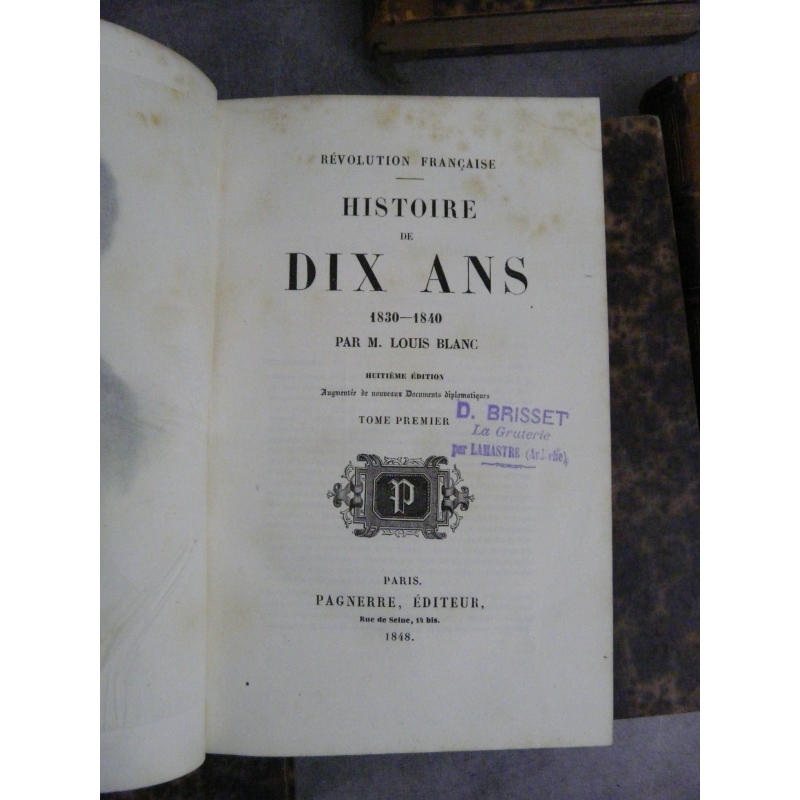 RÉVOLUTION FRANÇAISE
HISTOIRE
DE
DIX ANS
1830—1840
PAR M. LOUIS BLANC
HUITIÈME ÉDITION
Augmentée de nouveaux Documents diplomatiques
TOME PREMIER
D. BRISSET
La Gruterie
par LAMASTRE (Ardèche)
P
PARIS.
PAGNERRE, ÉDITEUR,
Rue de Seine, 14 bis.
1848.